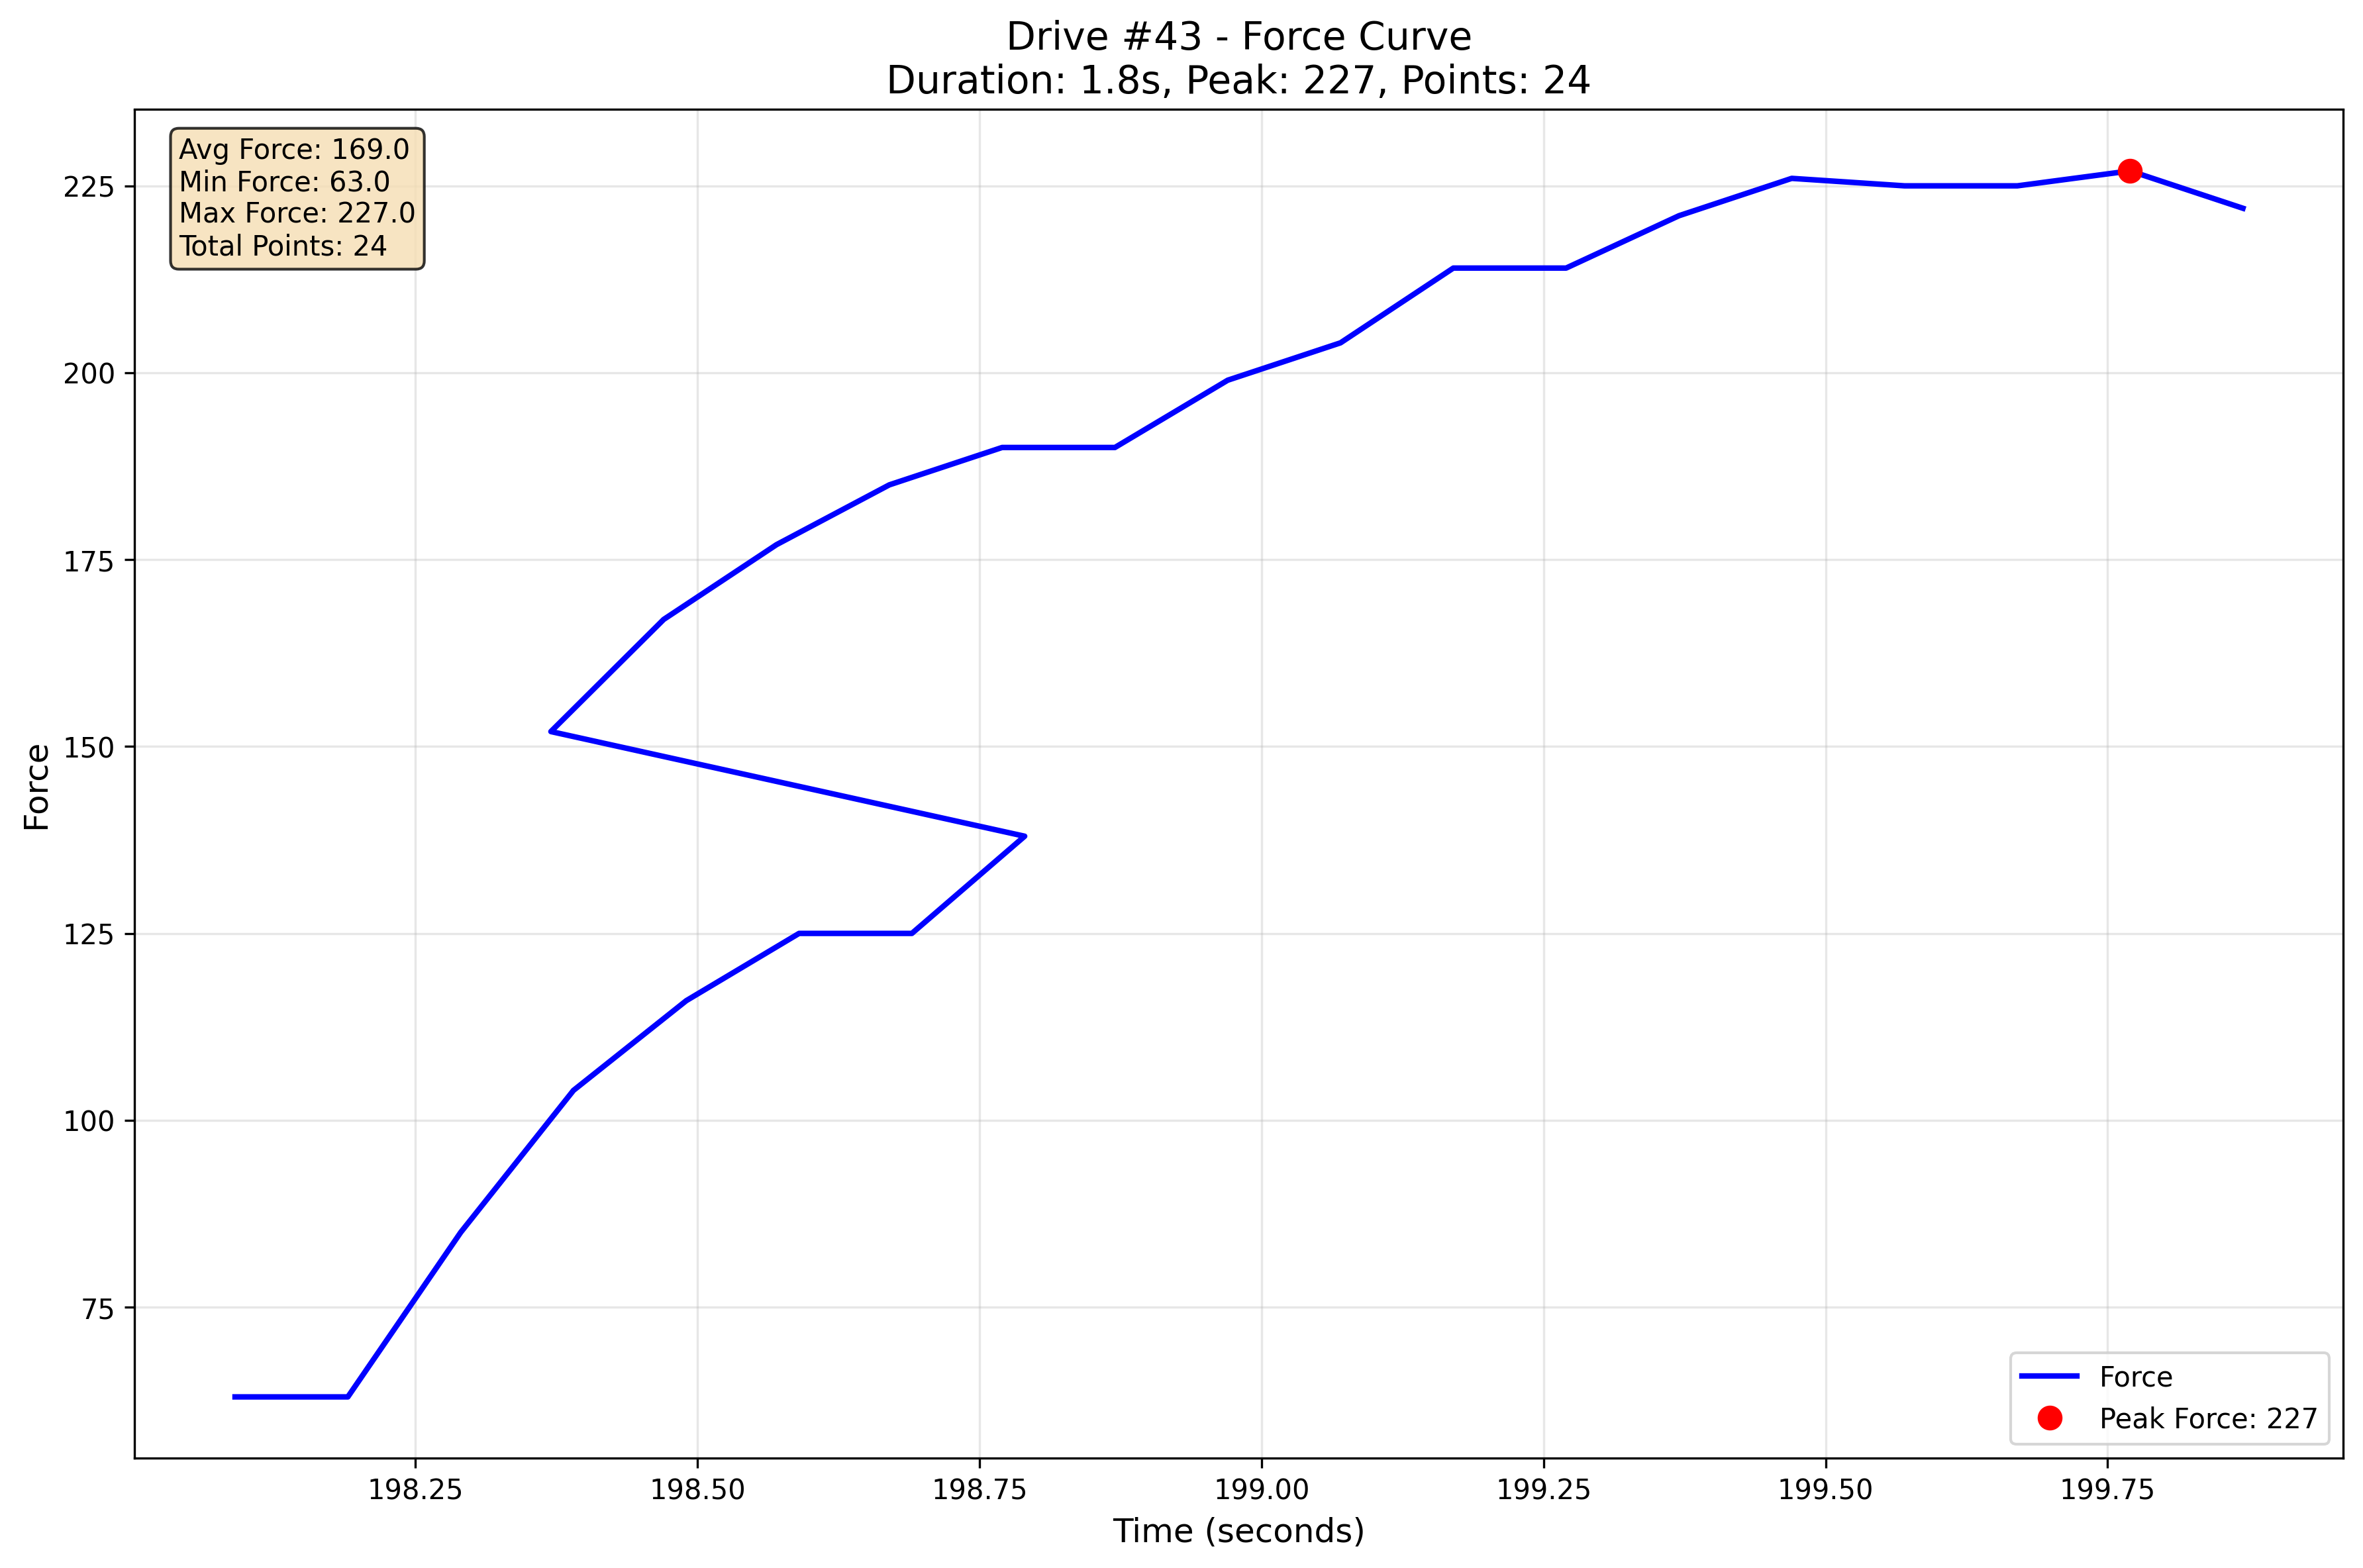 Drive #43 - Force Curve
Duration: 1.8s, Peak: 227, Points: 24
Avg Force: 169.0
Min Force: 63.0
Max Force: 227.0
Total Points: 24
225
200
175
150
125
100
75
Force
Force
Peak Force: 227
198.25 198.50 198.75 199.00 199.25 199.50 199.75
Time (seconds)